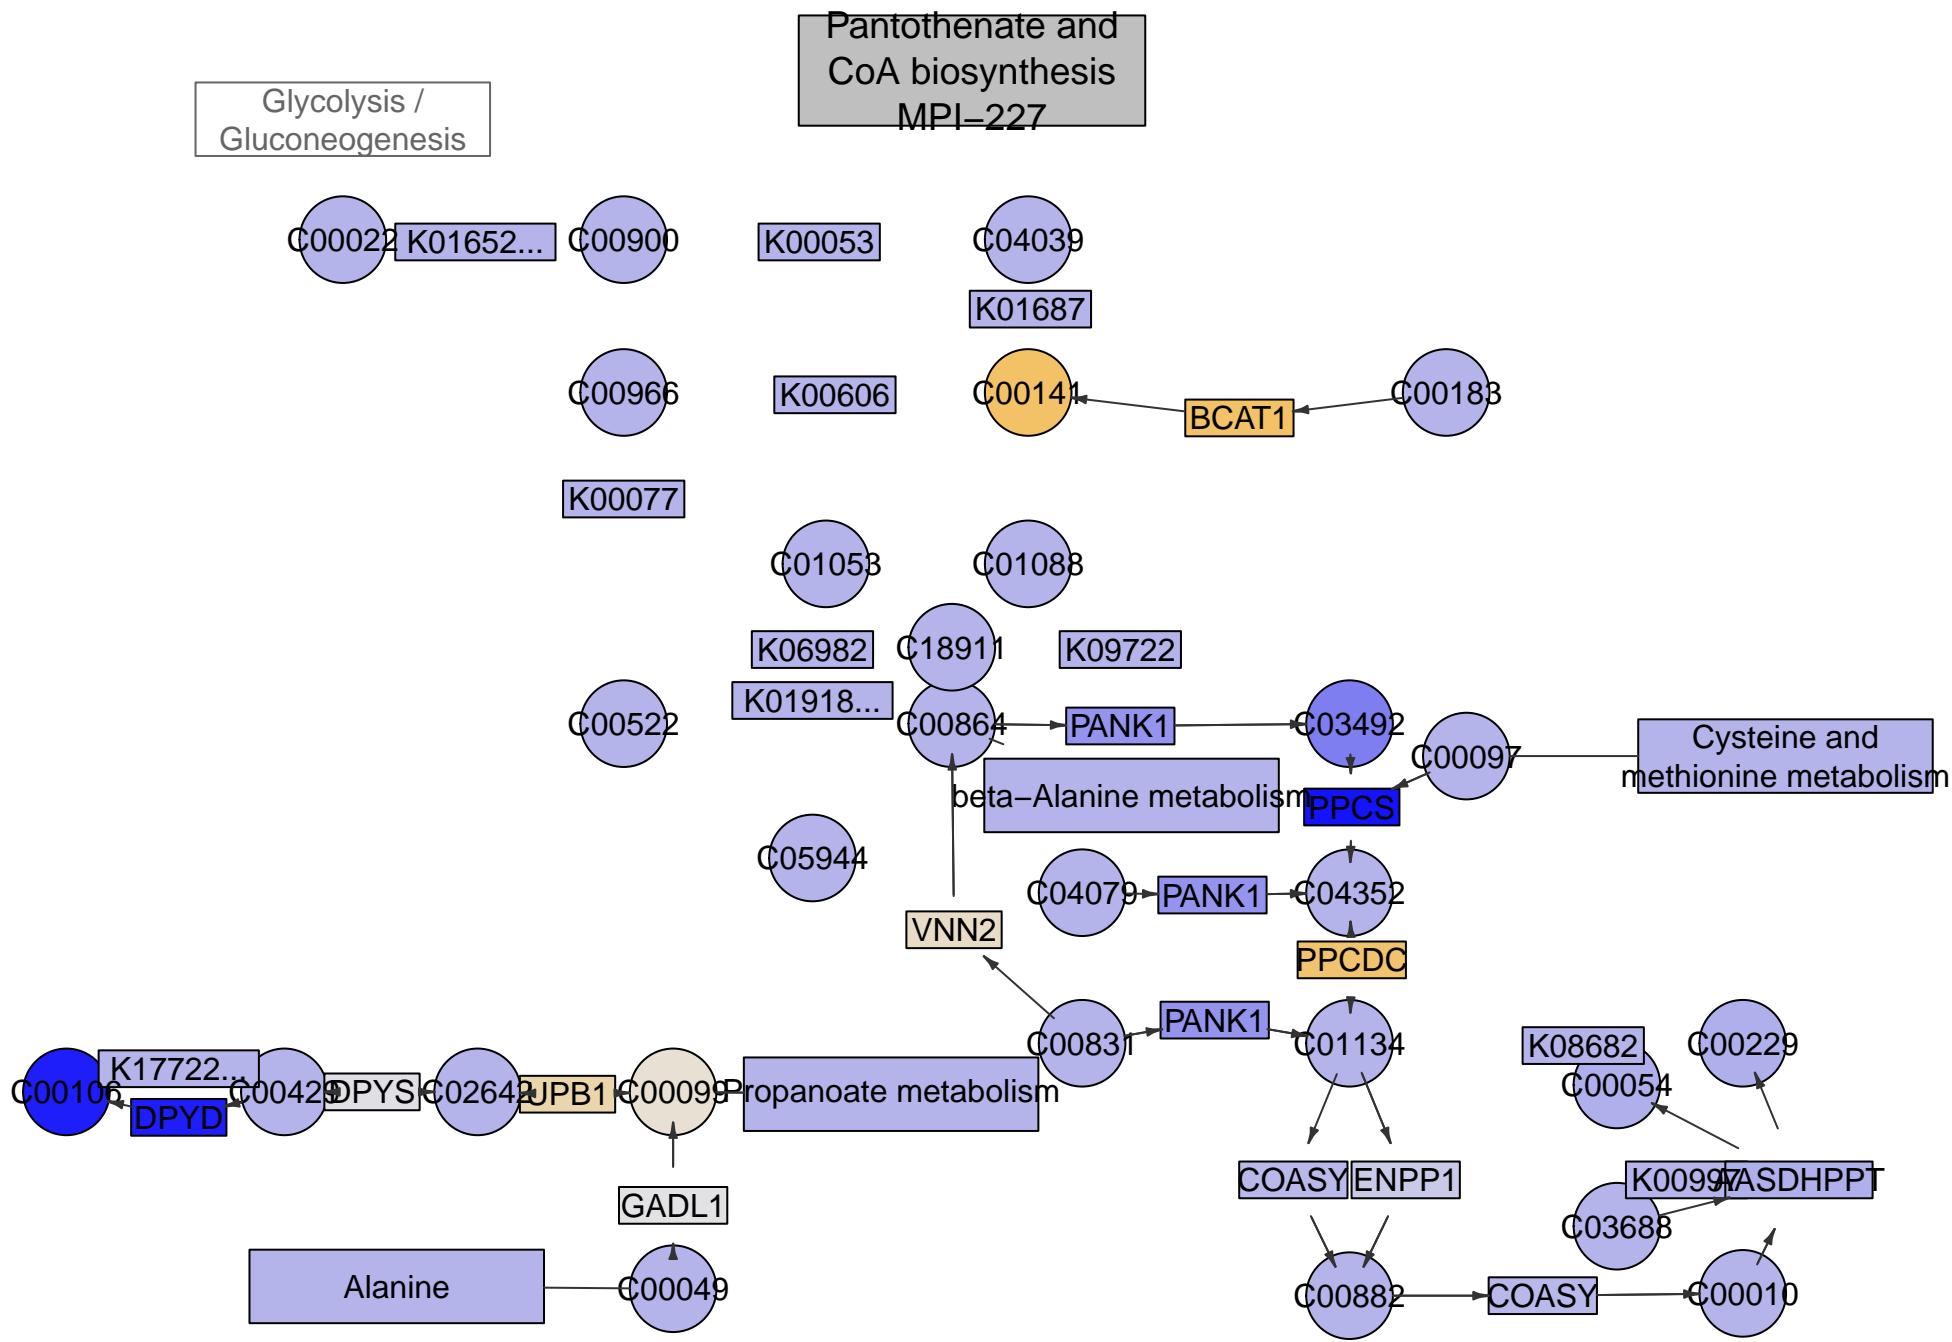 Pantothenate and
CoA biosynthesis
MPI−227
Glycolysis /
Gluconeogenesis
C00022
K01652...
C00900
K00053
C04039
K01687
C00966
K00606
C00141
BCAT1
C00183
K00077
C01053
C01088
K06982
C18911
K09722
K01918...
C00522
C00864
PANK1
C03492
C00097
Cysteine and
methionine metabolism
beta−Alanine metabolism
PPCS
C05944
C04079
PANK1
C04352
VNN2
PPCDC
C00831
PANK1
C01134
K08682
C00229
C00054
C00106
K17722...
DPYD
C00429
DPYS
C02642
UPB1
C00099
Propanoate metabolism
COASY
ENPP1
K00997
AASDHPPT
GADL1
C03688
Alanine
C00049
C00882
COASY
C00010